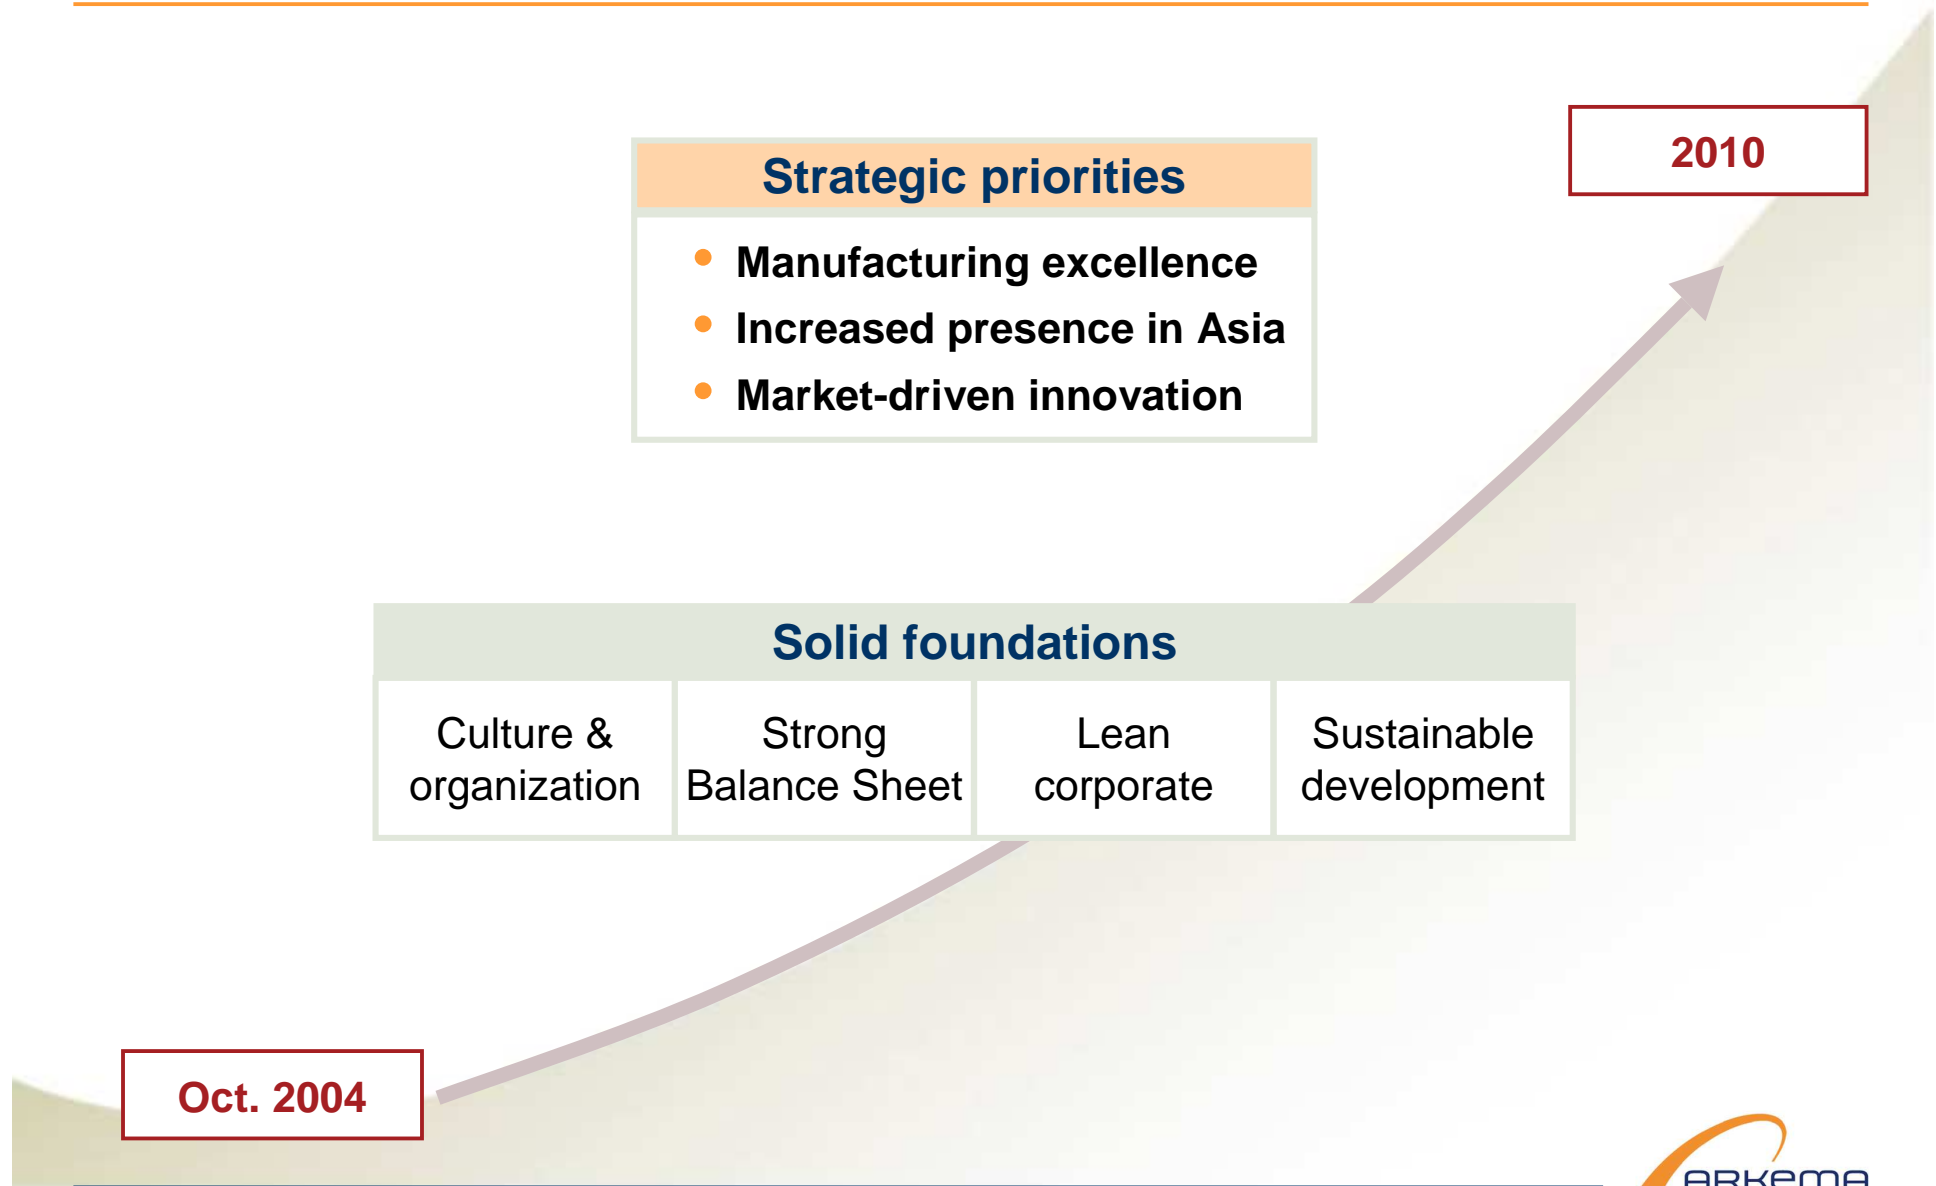 2010
Strategic priorities
• Manufacturing excellence
• Increased presence in Asia
• Market-driven innovation
Solid foundations
Culture &
organization
Strong
Balance Sheet
Lean
corporate
Sustainable
development
Oct. 2004
ARKEMA